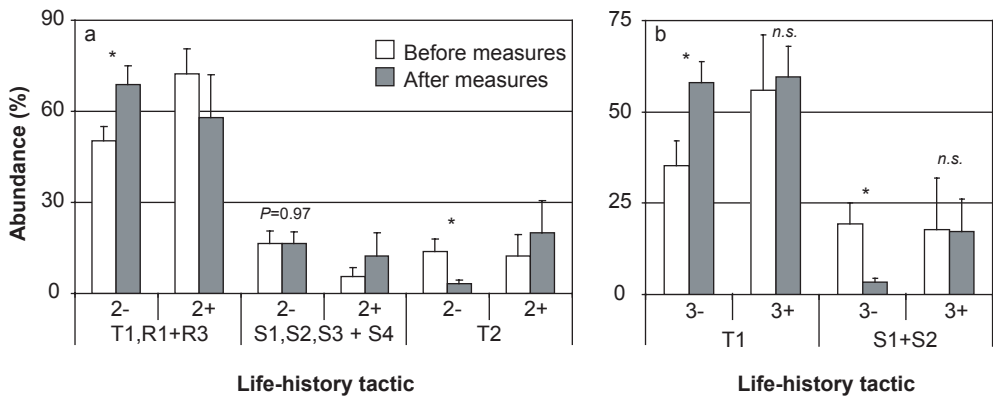 a
b
Before measures
After measures
Abundance (%)
90
60
30
0
*
P=0.97
*
2- 2+ 2- 2+ 2- 2+
T1,R1+R3 S1,S2,S3 + S4 T2
Life-history tactic
75
50
25
0
*
n.s.
*
n.s.
3- 3+ 3- 3+
T1 S1+S2
Life-history tactic